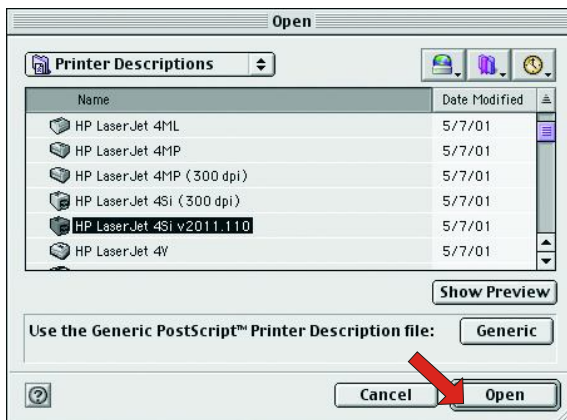 Open
Printer Descriptions
Name Date Modified
HP LaserJet 4ML 5/7/01
HP LaserJet 4MP 5/7/01
HP LaserJet 4MP (300 dpi) 5/7/01
HP LaserJet 4Si (300 dpi) 5/7/01
HP LaserJet 4Si v2011.110 5/7/01
HP LaserJet 4V 5/7/01
Show Preview
Use the Generic PostScript™ Printer Description file: Generic
? Cancel Open